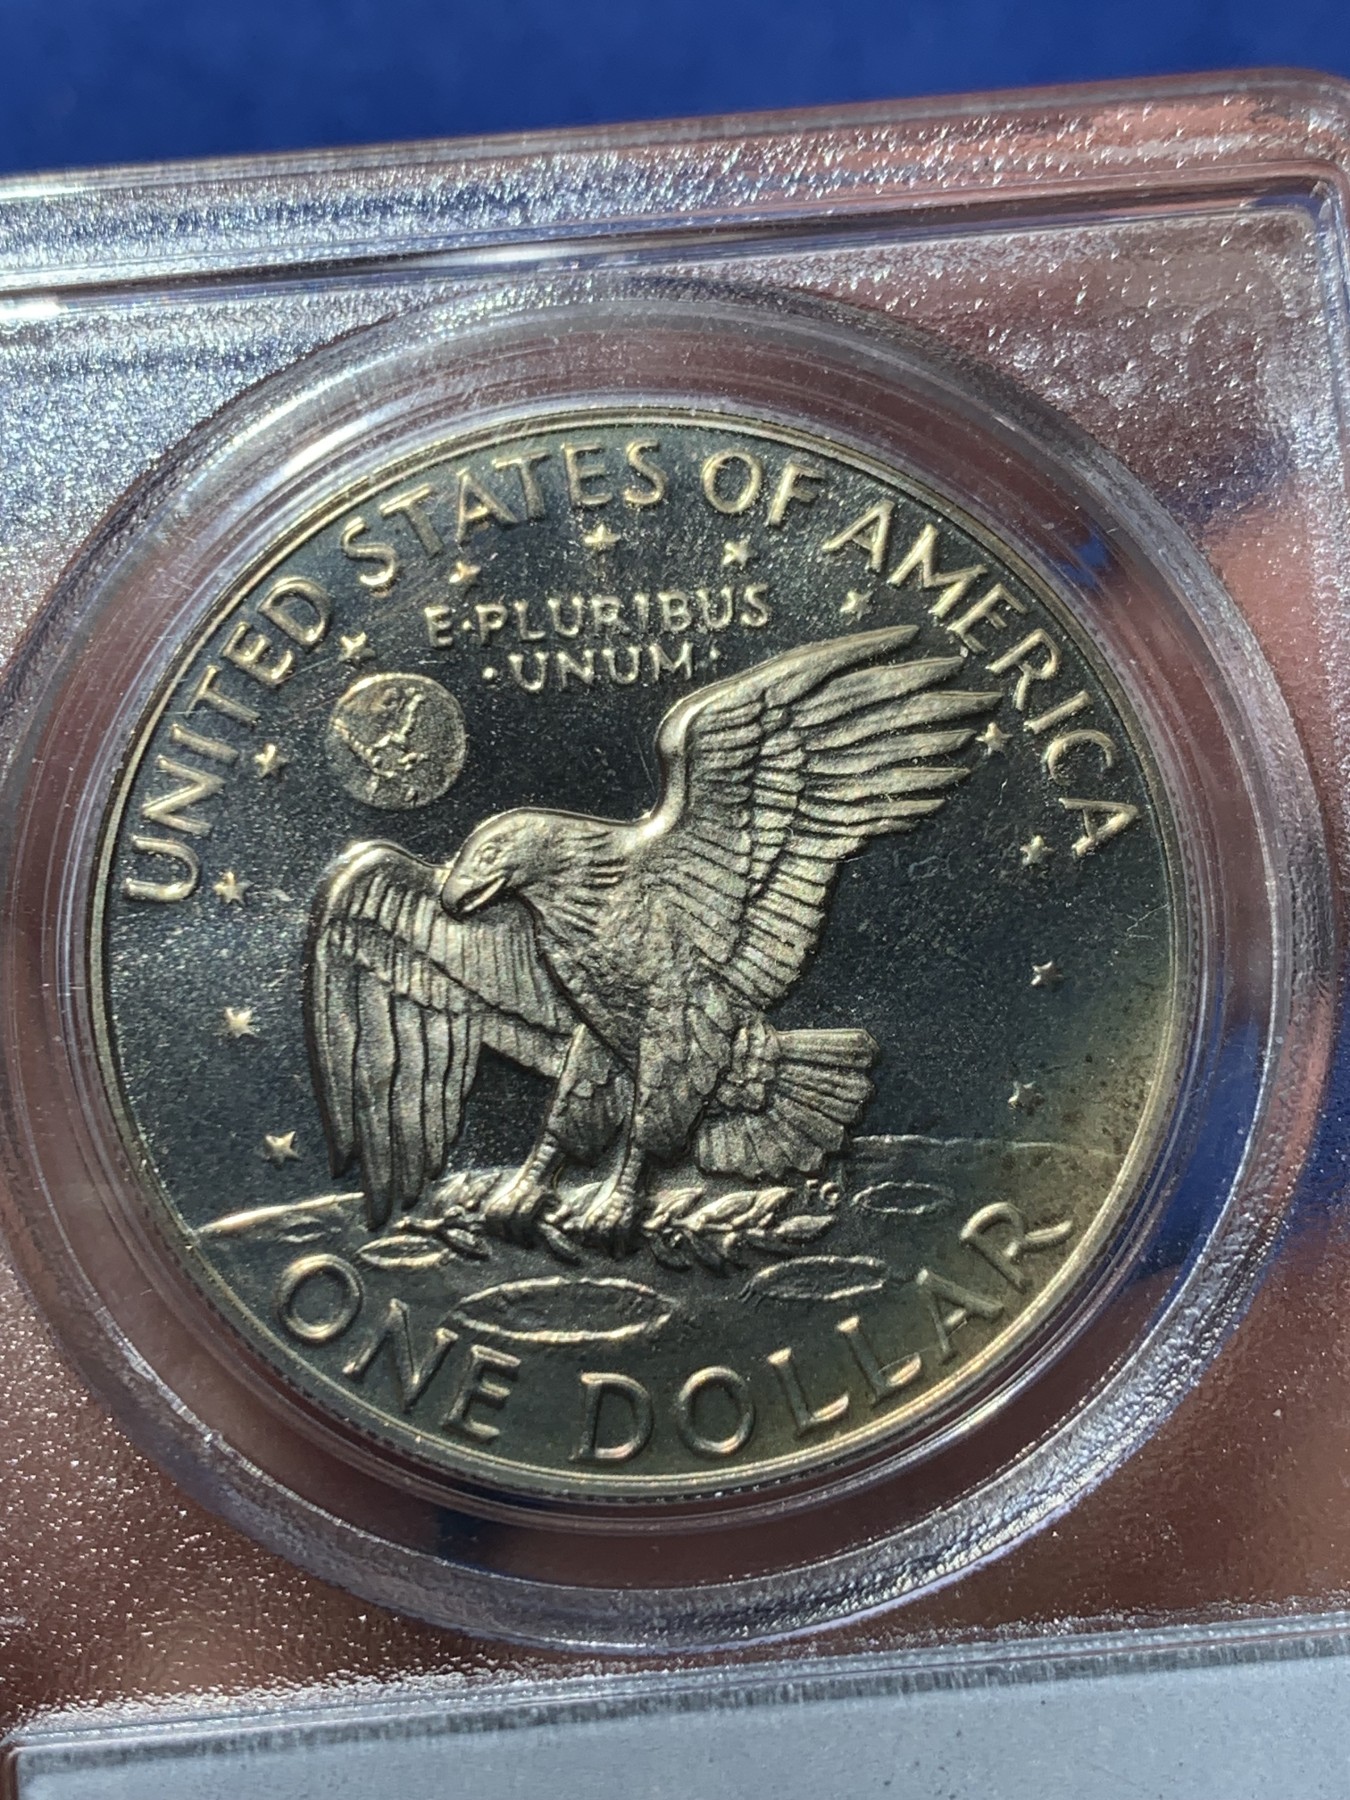 UNITED STATES OF AMERICA
E·PLURIBUS
·UNUM·
FG
ONE DOLLAR